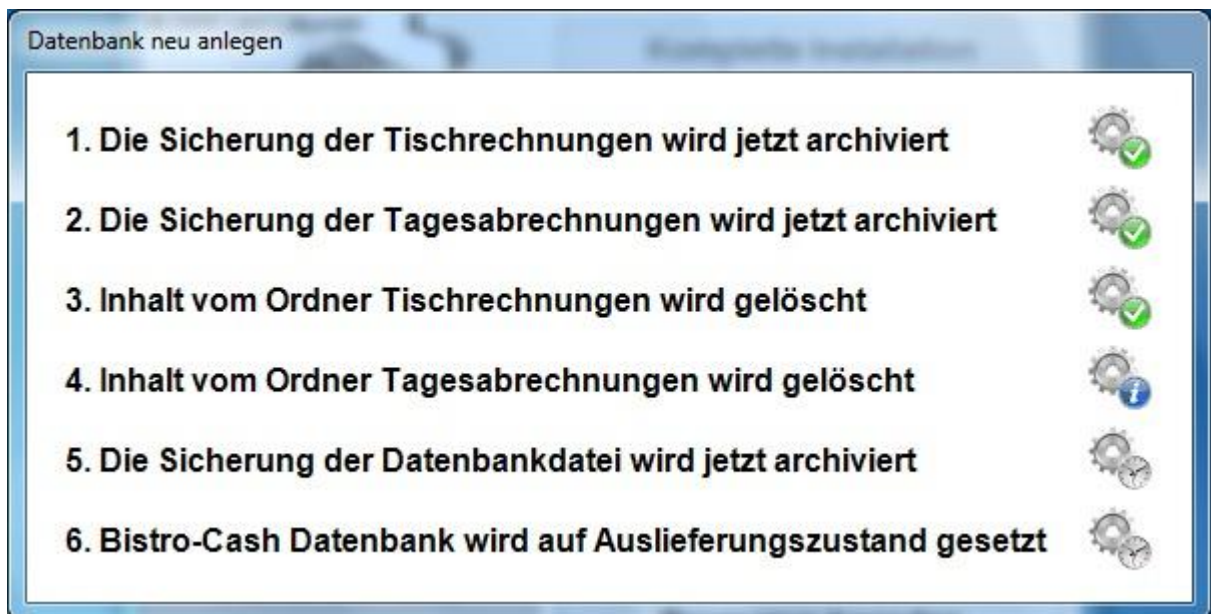 Datenbank neu anlegen
1. Die Sicherung der Tischrechnungen wird jetzt archiviert
2. Die Sicherung der Tagesabrechnungen wird jetzt archiviert
3. Inhalt vom Ordner Tischrechnungen wird gelöscht
4. Inhalt vom Ordner Tagesabrechnungen wird gelöscht
5. Die Sicherung der Datenbankdatei wird jetzt archiviert
6. Bistro-Cash Datenbank wird auf Auslieferungszustand gesetzt